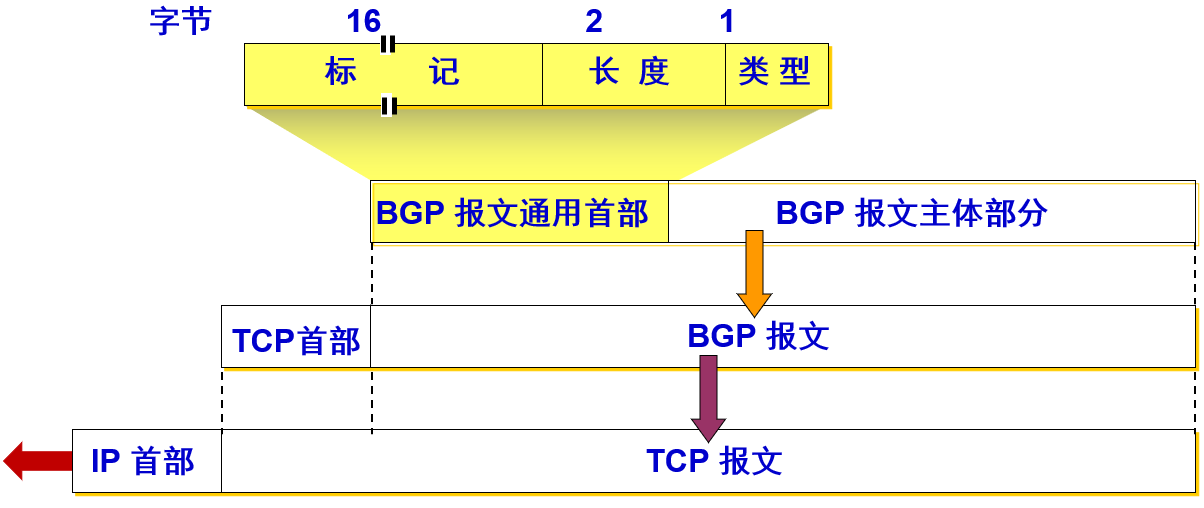 字节 16 2 1
标 记 长 度 类 型
BGP 报文通用首部 BGP 报文主体部分
TCP首部 BGP 报文
IP 首部 TCP 报文